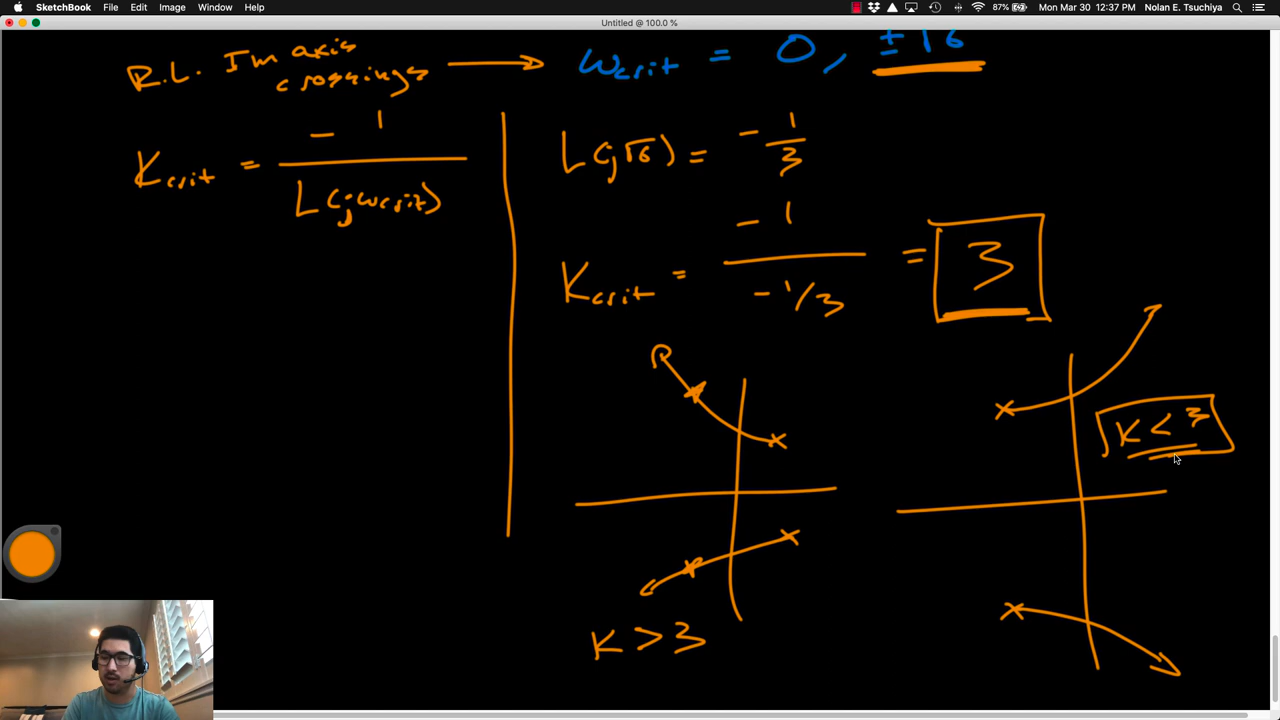 SketchBook File Edit Image Window Help 87% Mon Mar 30 12:37 PM Nolan E. Tsuchiya
Untitled @ 100.0 %
R.L. Im axis crossings → ωcrit = 0, ±√6
Kcrit = -1 / L(jωcrit)
L(j√6) = -1/3
Kcrit = -1 / -1/3 = 3
K < 3
K > 3